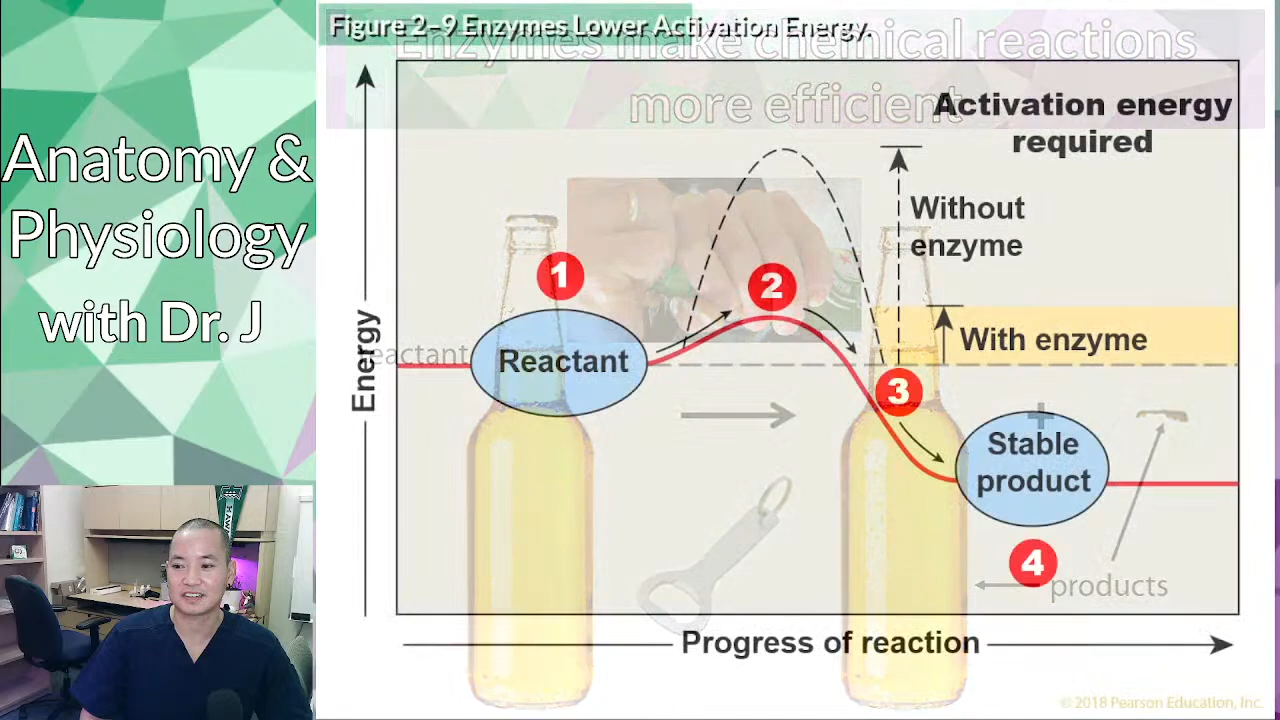 Anatomy &
Physiology
with Dr. J
Figure 2–9 Enzymes Lower Activation Energy.
Enzymes make chemical reactions
more efficient
Activation energy
required
Without
enzyme
With enzyme
Energy
reactant
Reactant
1
2
3
Stable
product
4
products
Progress of reaction
© 2018 Pearson Education, Inc.
HAW